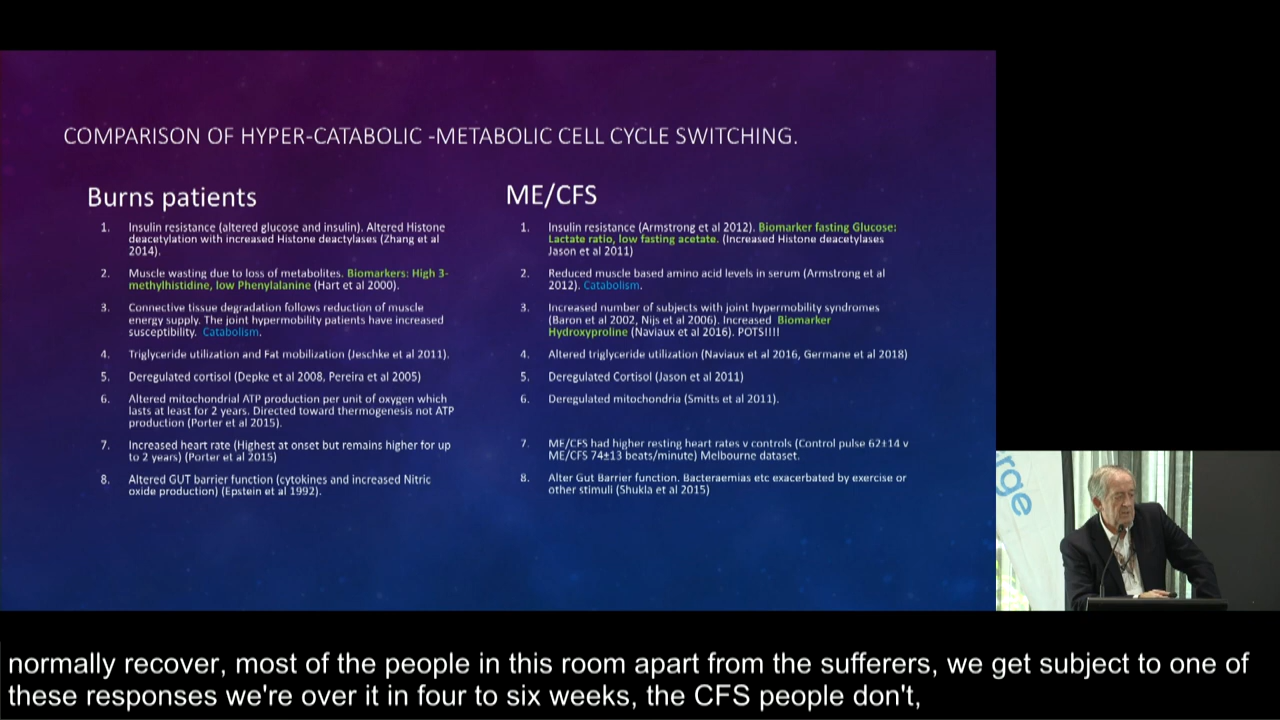 COMPARISON OF HYPER-CATABOLIC -METABOLIC CELL CYCLE SWITCHING.
Burns patients
1. Insulin resistance (altered glucose and insulin). Altered Histone
deacetylation with increased Histone deactylases (Zhang et al
2014).
2. Muscle wasting due to loss of metabolites. Biomarkers: High 3-
methylhistidine, low Phenylalanine (Hart et al 2000).
3. Connective tissue degradation follows reduction of muscle
energy supply. The joint hypermobility patients have increased
susceptibility. Catabolism.
4. Triglyceride utilization and Fat mobilization (Jeschke et al 2011).
5. Deregulated cortisol (Depke et al 2008, Pereira et al 2005)
6. Altered mitochondrial ATP production per unit of oxygen which
lasts at least for 2 years. Directed toward thermogenesis not ATP
production (Porter et al 2015).
7. Increased heart rate (Highest at onset but remains higher for up
to 2 years) (Porter et al 2015)
8. Altered GUT barrier function (cytokines and increased Nitric
oxide production) (Epstein et al 1992).
ME/CFS
1. Insulin resistance (Armstrong et al 2012). Biomarker fasting Glucose:
Lactate ratio, low fasting acetate. (Increased Histone deacetylases
Jason et al 2011)
2. Reduced muscle based amino acid levels in serum (Armstrong et al
2012). Catabolism.
3. Increased number of subjects with joint hypermobility syndromes
(Baron et al 2002, Nijs et al 2006). Increased Biomarker
Hydroxyproline (Naviaux et al 2016). POTS!!!!
4. Altered triglyceride utilization (Naviaux et al 2016, Germane et al 2018)
5. Deregulated Cortisol (Jason et al 2011)
6. Deregulated mitochondria (Smitts et al 2011).
7. ME/CFS had higher resting heart rates v controls (Control pulse 62±14 v
ME/CFS 74±13 beats/minute) Melbourne dataset.
8. Alter Gut Barrier function. Bacteraemias etc exacerbated by exercise or
other stimuli (Shukla et al 2015)
rge
normally recover, most of the people in this room apart from the sufferers, we get subject to one of
these responses we're over it in four to six weeks, the CFS people don't,